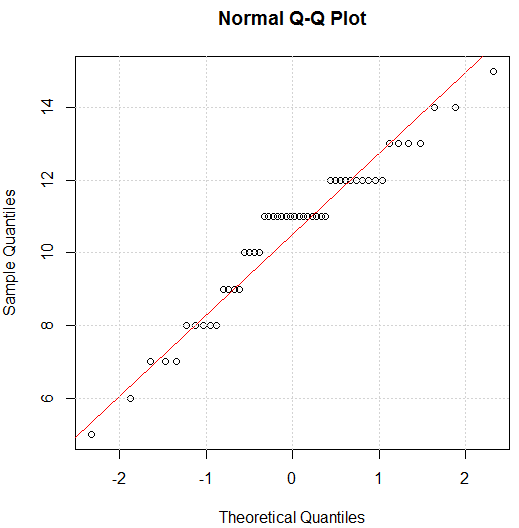 Normal Q-Q Plot
Sample Quantiles
14
12
10
8
6
-2 -1 0 1 2
Theoretical Quantiles